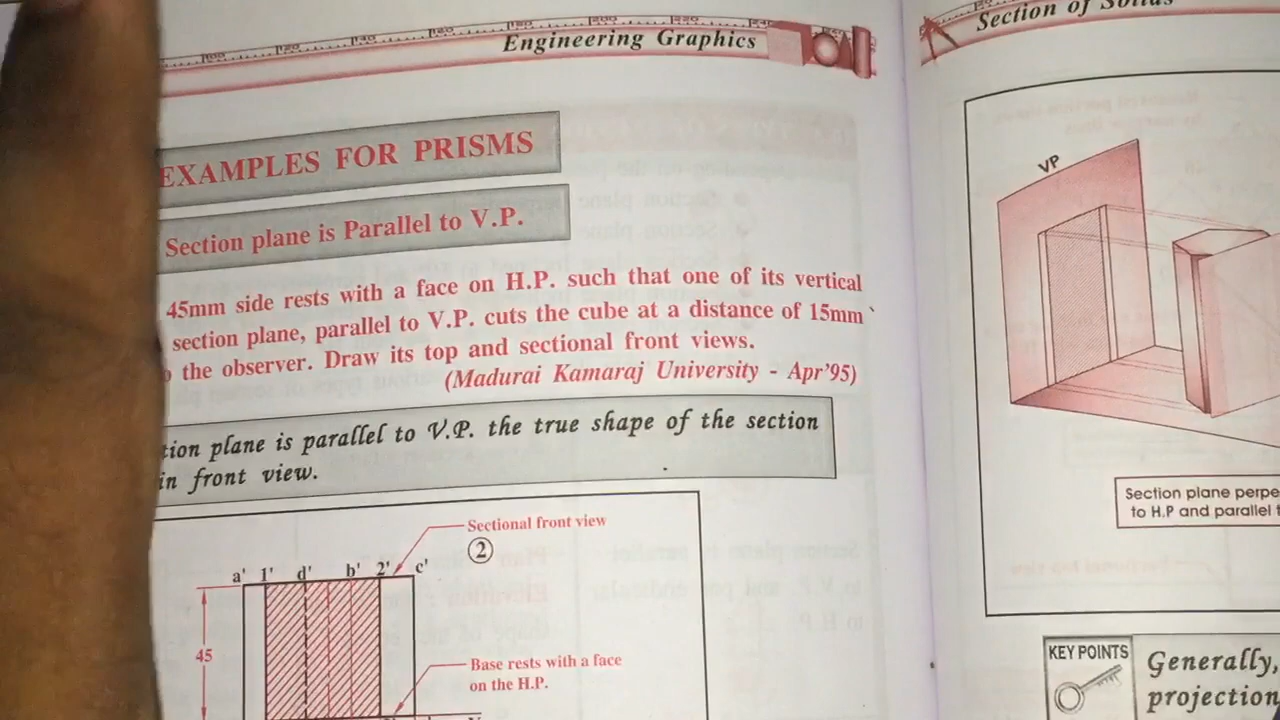 Engineering Graphics
EXAMPLES FOR PRISMS
Section plane is Parallel to V.P.
45mm side rests with a face on H.P. such that one of its vertical
section plane, parallel to V.P. cuts the cube at a distance of 15mm
the observer. Draw its top and sectional front views.
(Madurai Kamaraj University - Apr'95)
tion plane is parallel to V.P. the true shape of the section
in front view.
Sectional front view
2
a' 1' d' b' 2' c'
45
Base rests with a face
on the H.P.
Section of Solids
VP
Section plane perpe
to H.P and parallel t
KEY POINTS
Generally,
projection